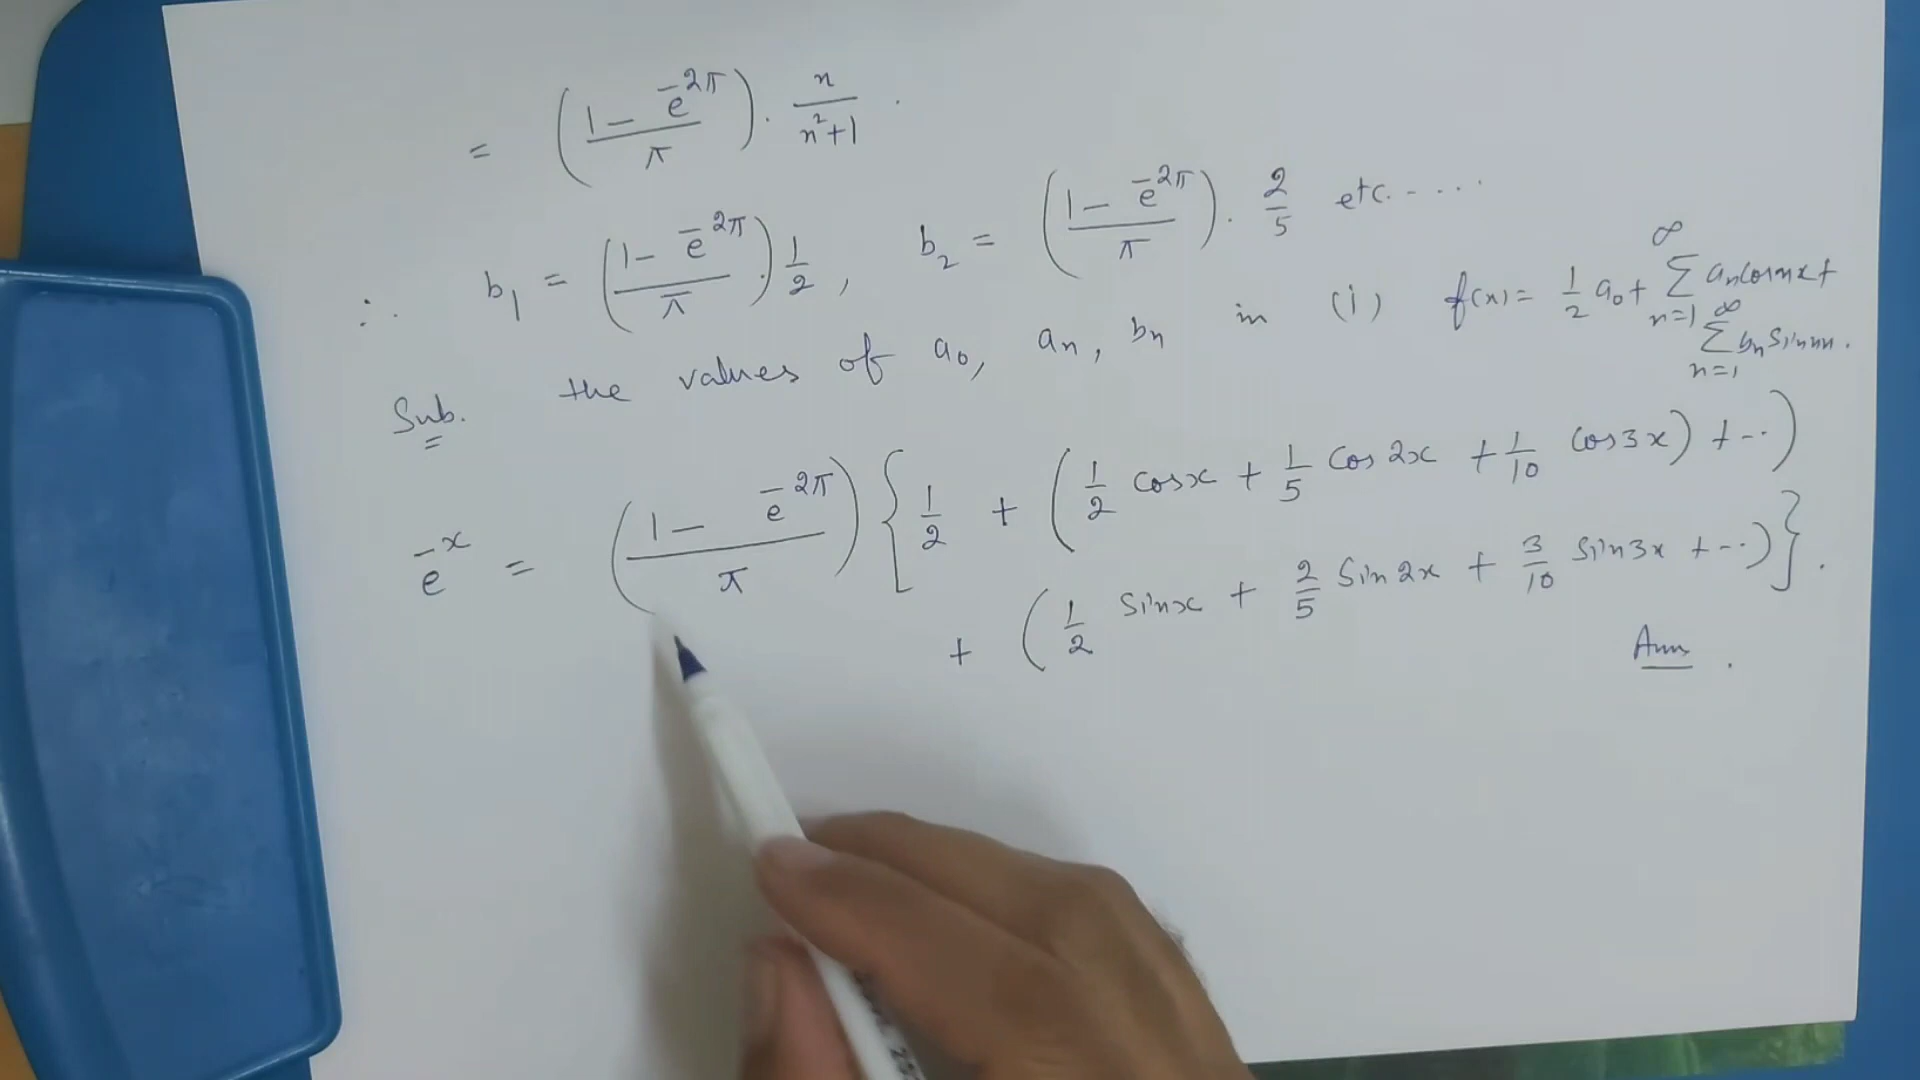 = (1 - e^-2π / π) . n / n²+1 .
∴ b₁ = (1 - e^-2π / π) . 1/2 , b₂ = (1 - e^-2π / π) . 2/5 etc. ....
Sub. the values of a₀, aₙ, bₙ in (i) f(x) = 1/2 a₀ + ∞ Σ n=1 aₙ cos nx +
∞ Σ n=1 bₙ sin nx .
e^-x = (1 - e^-2π / π) { 1/2 + (1/2 cos x + 1/5 cos 2x + 1/10 cos 3x) + ...)
+ (1/2 sin x + 2/5 sin 2x + 3/10 sin 3x + ...) } .
Ans .